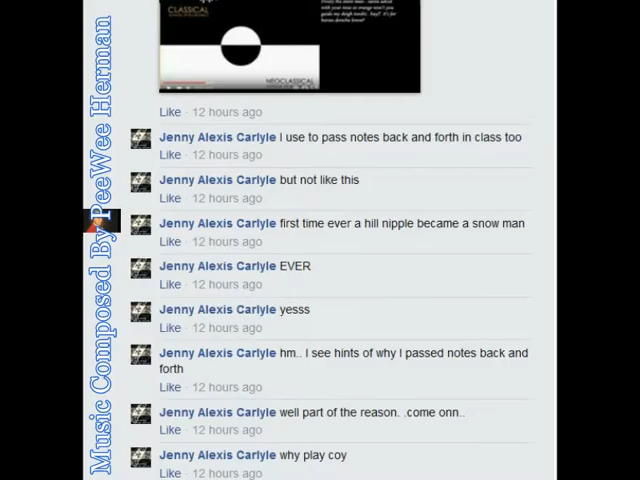 CLASSICAL
NEOCLASSICAL
Like · 12 hours ago
Jenny Alexis Carlyle I use to pass notes back and forth in class too
Like · 12 hours ago
Jenny Alexis Carlyle but not like this
Like · 12 hours ago
Jenny Alexis Carlyle first time ever a hill nipple became a snow man
Like · 12 hours ago
Jenny Alexis Carlyle EVER
Like · 12 hours ago
Jenny Alexis Carlyle yesss
Like · 12 hours ago
Jenny Alexis Carlyle hm.. I see hints of why I passed notes back and
forth
Like · 12 hours ago
Jenny Alexis Carlyle well part of the reason. .come onn..
Like · 12 hours ago
Jenny Alexis Carlyle why play coy
Like · 12 hours ago
Music Composed By PeeWee Herman